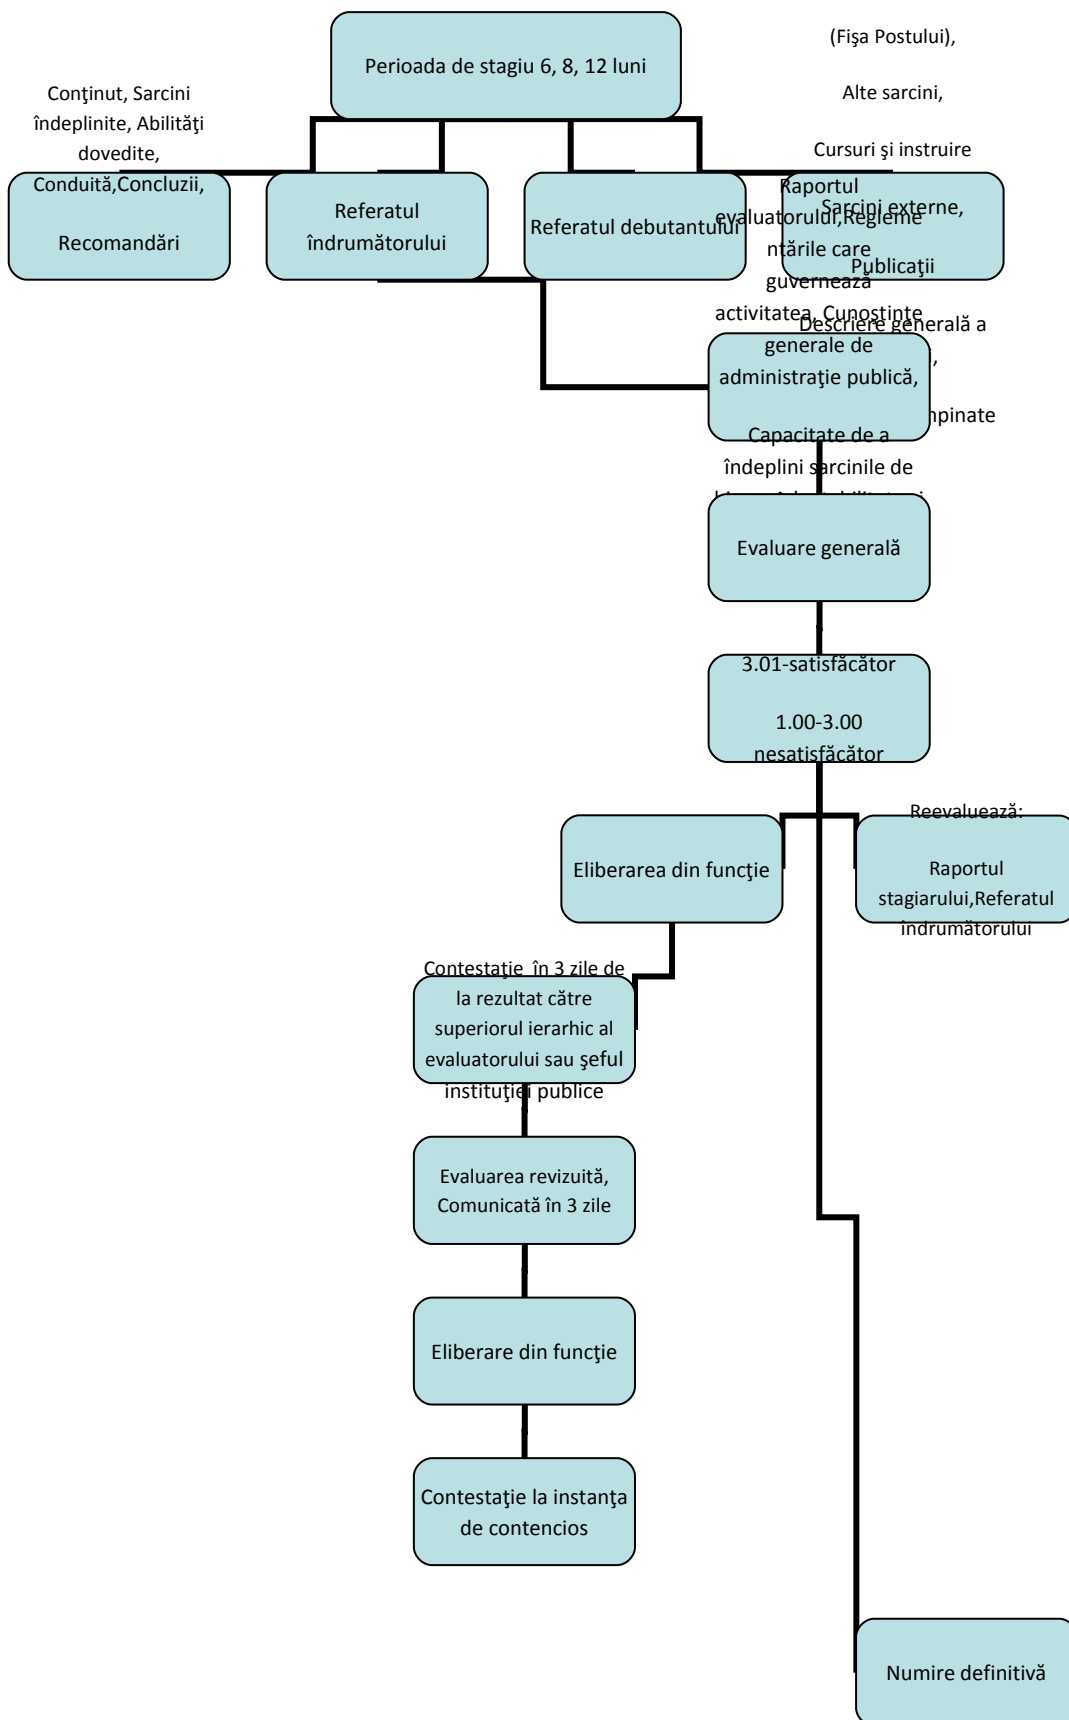 Perioada de stagiu 6, 8, 12 luni
Conţinut, Sarcini
îndeplinite, Abilităţi
dovedite,
Conduită,Concluzii,
Recomandări
Referatul
îndrumătorului
Referatul debutantului
(Fişa Postului),
Alte sarcini,
Cursuri şi instruire
Sarcini externe,
Publicaţii
Descriere generală a
Raportul
evaluatorului,Regleme
ntările care
guvernează
activitatea, Cunoştinţe
generale de
administraţie publică,
Capacitate de a
îndeplini sarcinile de
Evaluare generală
3.01-satisfăcător
1.00-3.00
nesatisfăcător
Eliberarea din funcţie
Reevaluează:
Raportul
stagiarului,Referatul
îndrumătorului
Contestaţie în 3 zile de
la rezultat către
superiorul ierarhic al
evaluatorului sau şeful
instituţiei publice
Evaluarea revizuită,
Comunicată în 3 zile
Eliberare din funcţie
Contestaţie la instanţa
de contencios
Numire definitivă